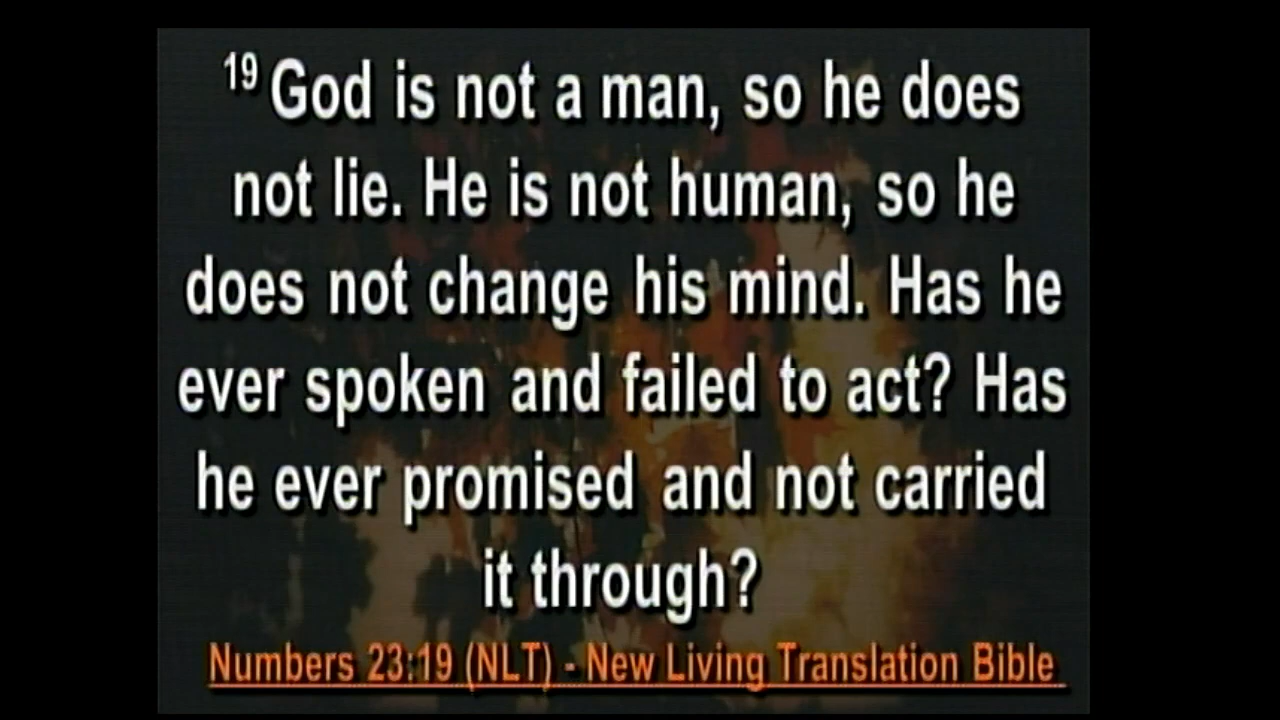 19 God is not a man, so he does
not lie. He is not human, so he
does not change his mind. Has he
ever spoken and failed to act? Has
he ever promised and not carried
it through?
Numbers 23:19 (NLT) - New Living Translation Bible